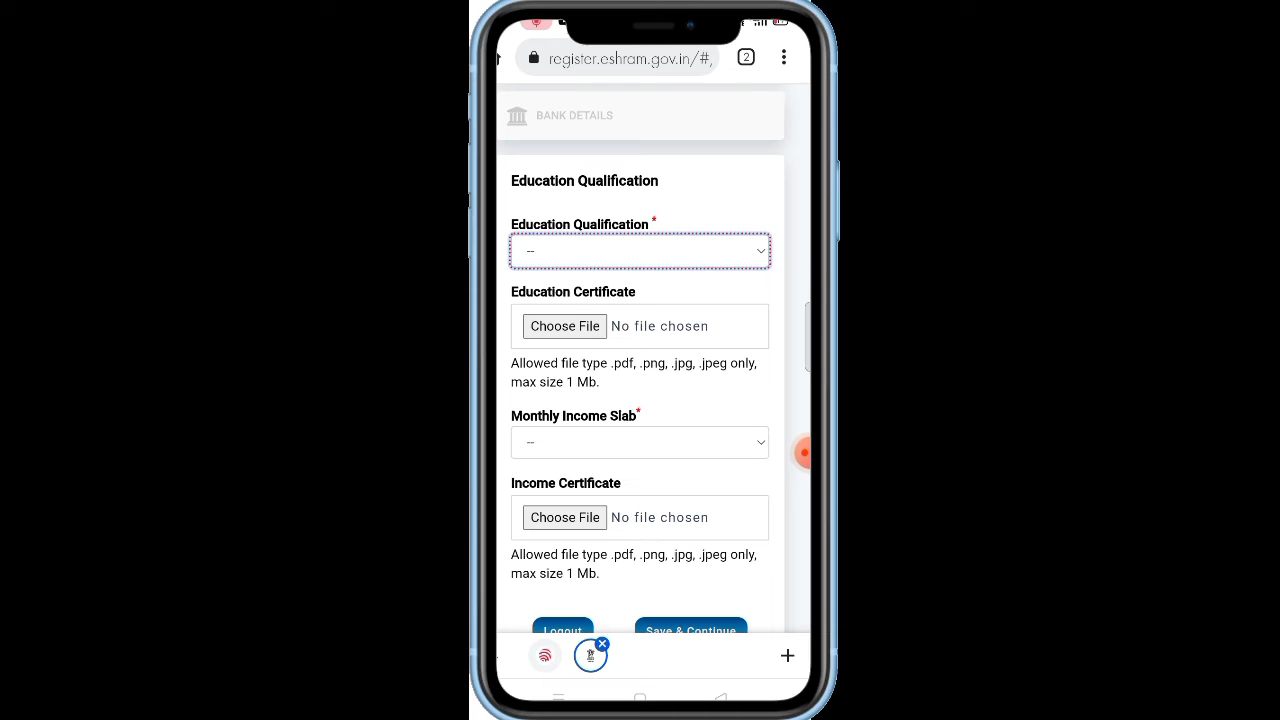 register.eshram.gov.in/#,
2
BANK DETAILS
Education Qualification
Education Qualification *
--
Education Certificate
Choose File No file chosen
Allowed file type .pdf, .png, .jpg, .jpeg only,
max size 1 Mb.
Monthly Income Slab*
--
Income Certificate
Choose File No file chosen
Allowed file type .pdf, .png, .jpg, .jpeg only,
max size 1 Mb.
Logout Save & Continue